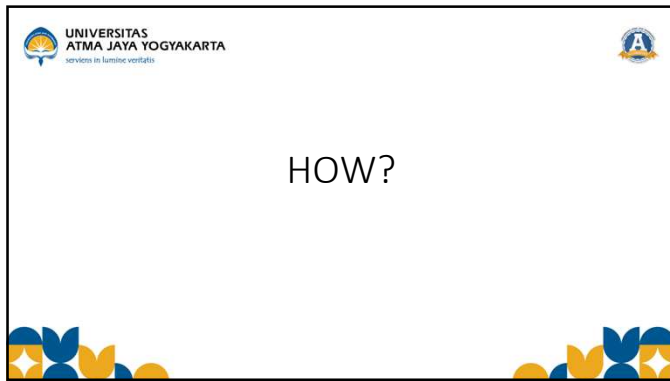 UNIVERSITAS
ATMA JAYA YOGYAKARTA
serviens in lumine veritatis
A
HOW?